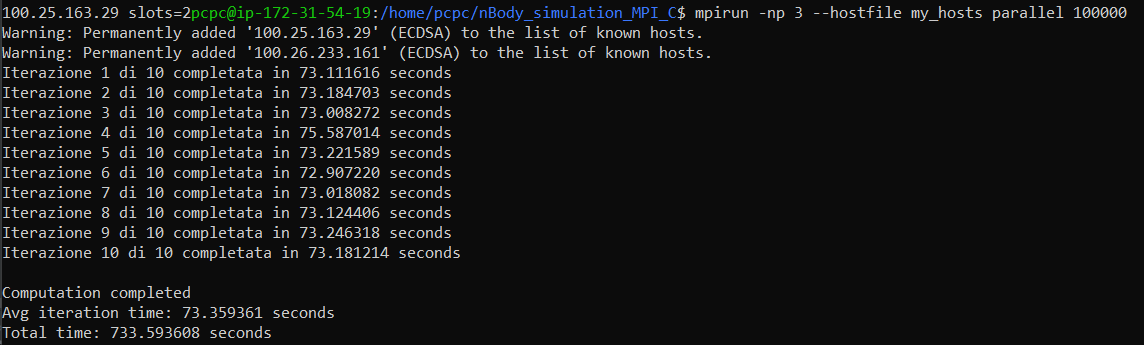 100.25.163.29 slots=2pcpc@ip-172-31-54-19:/home/pcpc/nBody_simulation_MPI_C$ mpirun -np 3 --hostfile my_hosts parallel 100000
Warning: Permanently added '100.25.163.29' (ECDSA) to the list of known hosts.
Warning: Permanently added '100.26.233.161' (ECDSA) to the list of known hosts.
Iterazione 1 di 10 completata in 73.111616 seconds
Iterazione 2 di 10 completata in 73.184703 seconds
Iterazione 3 di 10 completata in 73.008272 seconds
Iterazione 4 di 10 completata in 75.587014 seconds
Iterazione 5 di 10 completata in 73.221589 seconds
Iterazione 6 di 10 completata in 72.907220 seconds
Iterazione 7 di 10 completata in 73.018082 seconds
Iterazione 8 di 10 completata in 73.124406 seconds
Iterazione 9 di 10 completata in 73.246318 seconds
Iterazione 10 di 10 completata in 73.181214 seconds
Computation completed
Avg iteration time: 73.359361 seconds
Total time: 733.593608 seconds